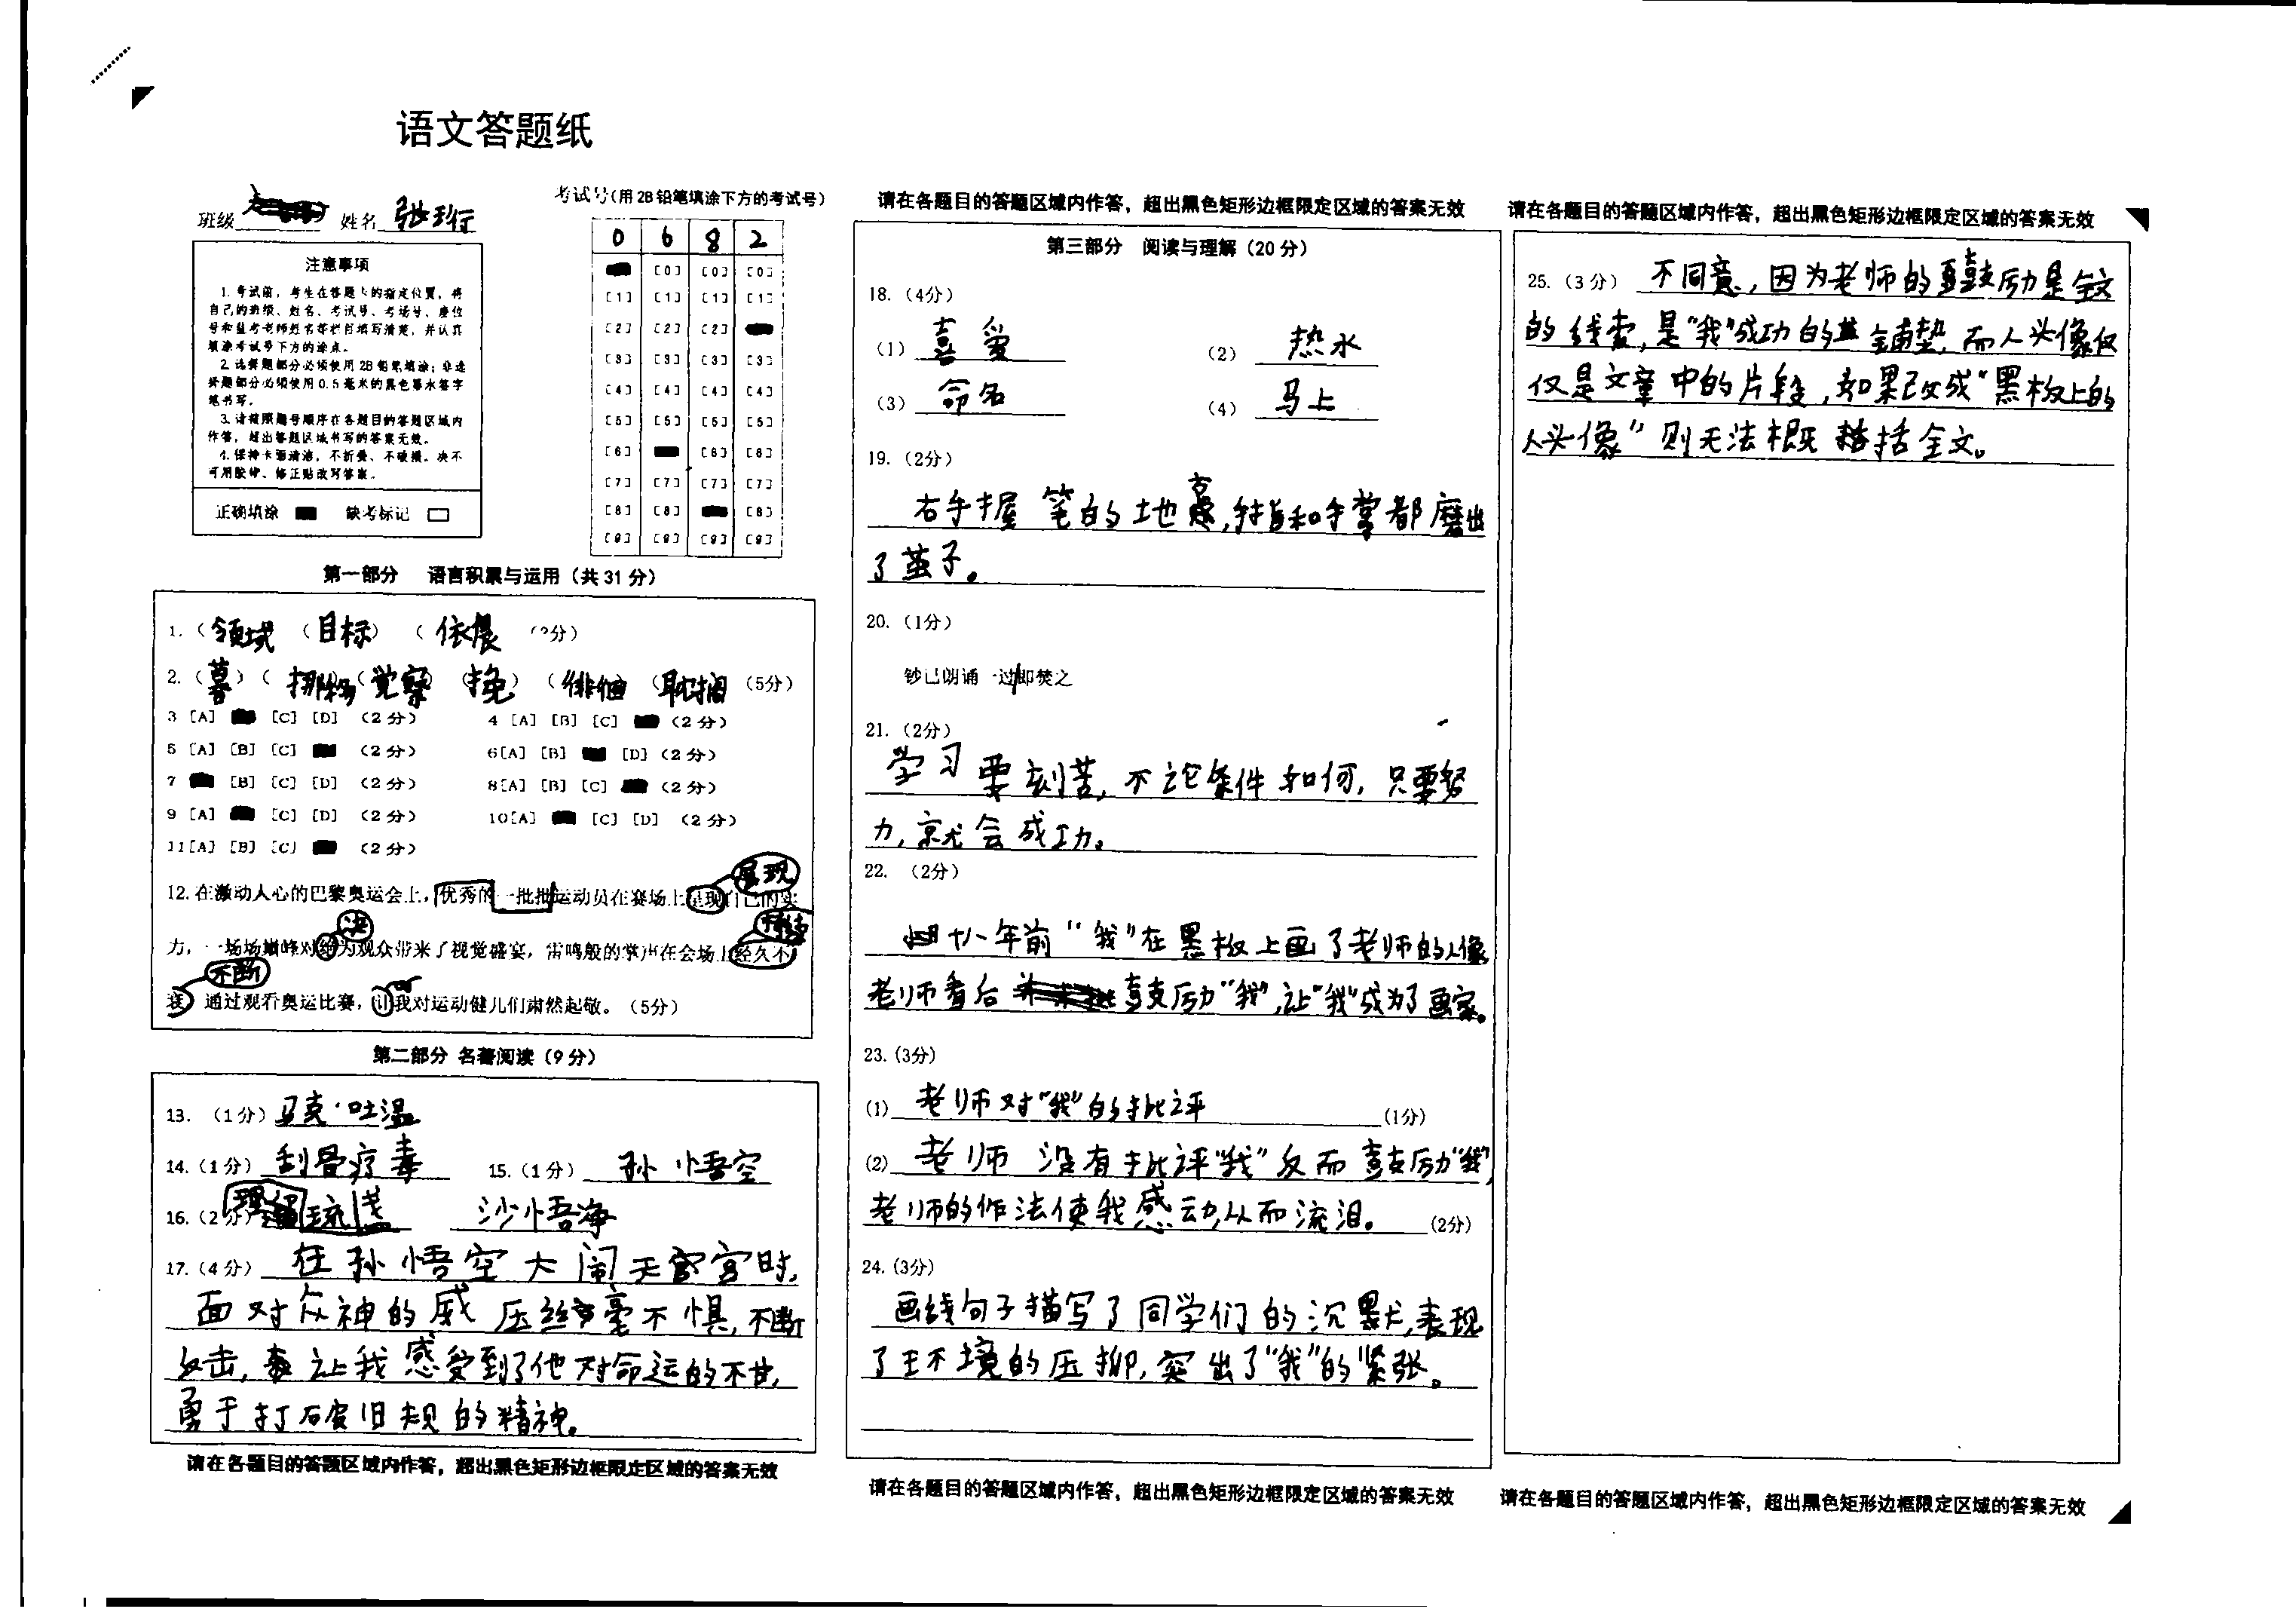 语文答题纸
班级 姓名 张珩
考试号(用2B铅笔填涂下方的考试号)
0 6 8 2
[0] [0] [0]
[1] [1] [1] [1]
[2] [2] [2]
[3] [3] [3] [3]
[4] [4] [4] [4]
[5] [5] [5] [5]
[6] [6] [6]
[7] [7] [7] [7]
[8] [8] [8]
[9] [9] [9] [9]
注意事项
1.考试前,考生在答题卡的指定位置,将
自己的班级、姓名、考试号、考场号、座位
号和监考老师姓名等栏目填写清楚,并认真
填涂考试号下方的涂点。
2.选择题部分必须使用2B铅笔填涂;非选
择题部分必须使用0.5毫米的黑色墨水签字
笔书写。
3.请按照题号顺序在各题目的答题区域内
作答,超出答题区域书写的答案无效。
4.保持卡面清洁,不折叠、不破损。决不
可用胶带、修正贴改写答案。
正确填涂 缺考标记
第一部分 语言积累与运用(共31分)
1.(领域 (目标) (依偎 (2分)
2.(暮)( 挪移(觉察 (挽) (徘徊 (耽搁 (5分)
3 [A] [C] [D] (2分) 4 [A] [B] [C] (2分)
5 [A] [B] [C] (2分) 6[A] [B] [D] (2分)
7 [B] [C] [D] (2分) 8[A] [B] [C] (2分)
9 [A] [C] [D] (2分) 10[A] [C] [D] (2分)
11[A] [B] [C] (2分)
展现
12.在激动人心的巴黎奥运会上,优秀的一批批运动员在赛场上呈现自己的实
决 持续
力,一场场巅峰对绝为观众带来了视觉盛宴,雷鸣般的掌声在会场上经久不
不断
衰 通过观看奥运比赛,让我对运动健儿们肃然起敬。(5分)
第二部分 名著阅读(9分)
13.(1分)马克·吐温
14.(1分)刮骨疗毒 15.(1分)孙悟空
16.(2分) 沙悟净
17.(4分)在孙悟空大闹天宫时,
面对众神的威压丝毫不惧,不断
反击,让我感受到了他对命运的不甘,
勇于打破旧规的精神。
请在各题目的答题区域内作答,超出黑色矩形边框限定区域的答案无效
请在各题目的答题区域内作答,超出黑色矩形边框限定区域的答案无效
第三部分 阅读与理解(20分)
18.(4分)
(1)喜爱 (2)热水
(3)命名 (4)马上
19.(2分)
右手握笔的地方,手指和手掌都磨出
了茧子。
20.(1分)
钞已朗诵一过即焚之
21.(2分)
学习要刻苦,不论条件如何,只要努
力,就会成功。
22.(2分)
十八年前“我”在黑板上画了老师的人像
老师看后鼓励“我”,让“我”成为了画家。
23.(3分)
(1)老师对“我”的批评(1分)
(2)老师没有批评“我”反而鼓励“我”,
老师的作法使我感动,从而流泪。(2分)
24.(3分)
画线句子描写了同学们的沉默,表现
了环境的压抑,突出了“我”的紧张。
请在各题目的答题区域内作答,超出黑色矩形边框限定区域的答案无效
请在各题目的答题区域内作答,超出黑色矩形边框限定区域的答案无效
25.(3分)不同意,因为老师的鼓励是全文
的线索,是“我”成功的铺垫,而人头像仅
仅是文章中的片段,如果改成“黑板上的
人头像”则无法概括全文。
请在各题目的答题区域内作答,超出黑色矩形边框限定区域的答案无效